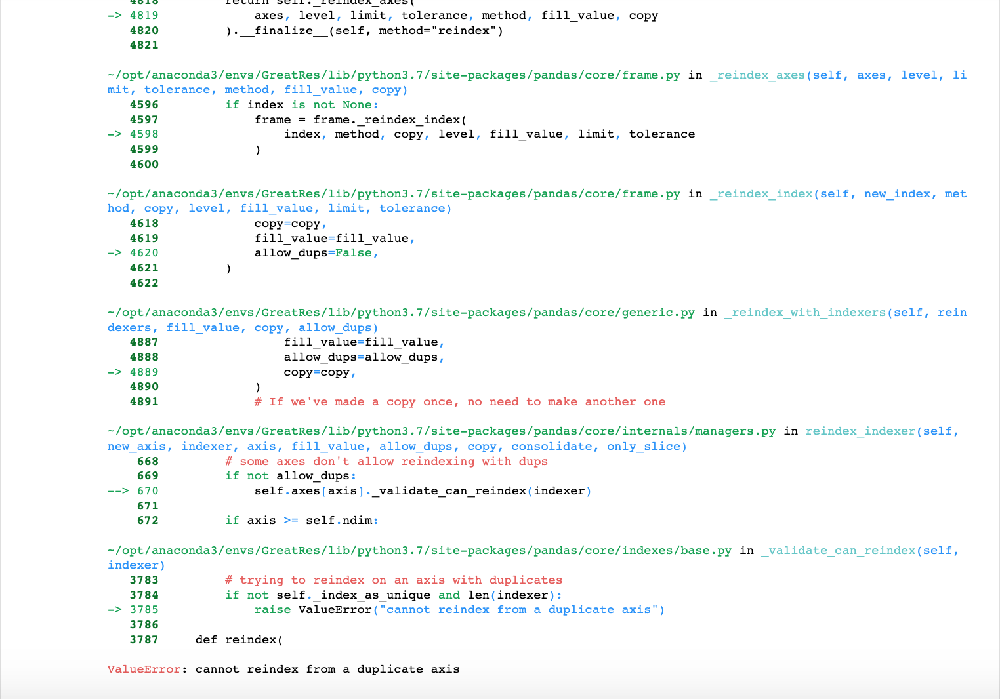 4818 return self._reindex_axes(
-> 4819 axes, level, limit, tolerance, method, fill_value, copy
4820 ).__finalize__(self, method="reindex")
4821
~/opt/anaconda3/envs/GreatRes/lib/python3.7/site-packages/pandas/core/frame.py in _reindex_axes(self, axes, level, li
mit, tolerance, method, fill_value, copy)
4596 if index is not None:
4597 frame = frame._reindex_index(
-> 4598 index, method, copy, level, fill_value, limit, tolerance
4599 )
4600
~/opt/anaconda3/envs/GreatRes/lib/python3.7/site-packages/pandas/core/frame.py in _reindex_index(self, new_index, met
hod, copy, level, fill_value, limit, tolerance)
4618 copy=copy,
4619 fill_value=fill_value,
-> 4620 allow_dups=False,
4621 )
4622
~/opt/anaconda3/envs/GreatRes/lib/python3.7/site-packages/pandas/core/generic.py in _reindex_with_indexers(self, rein
dexers, fill_value, copy, allow_dups)
4887 fill_value=fill_value,
4888 allow_dups=allow_dups,
-> 4889 copy=copy,
4890 )
4891 # If we've made a copy once, no need to make another one
~/opt/anaconda3/envs/GreatRes/lib/python3.7/site-packages/pandas/core/internals/managers.py in reindex_indexer(self,
new_axis, indexer, axis, fill_value, allow_dups, copy, consolidate, only_slice)
668 # some axes don't allow reindexing with dups
669 if not allow_dups:
--> 670 self.axes[axis]._validate_can_reindex(indexer)
671
672 if axis >= self.ndim:
~/opt/anaconda3/envs/GreatRes/lib/python3.7/site-packages/pandas/core/indexes/base.py in _validate_can_reindex(self,
indexer)
3783 # trying to reindex on an axis with duplicates
3784 if not self._index_as_unique and len(indexer):
-> 3785 raise ValueError("cannot reindex from a duplicate axis")
3786
3787 def reindex(
ValueError: cannot reindex from a duplicate axis